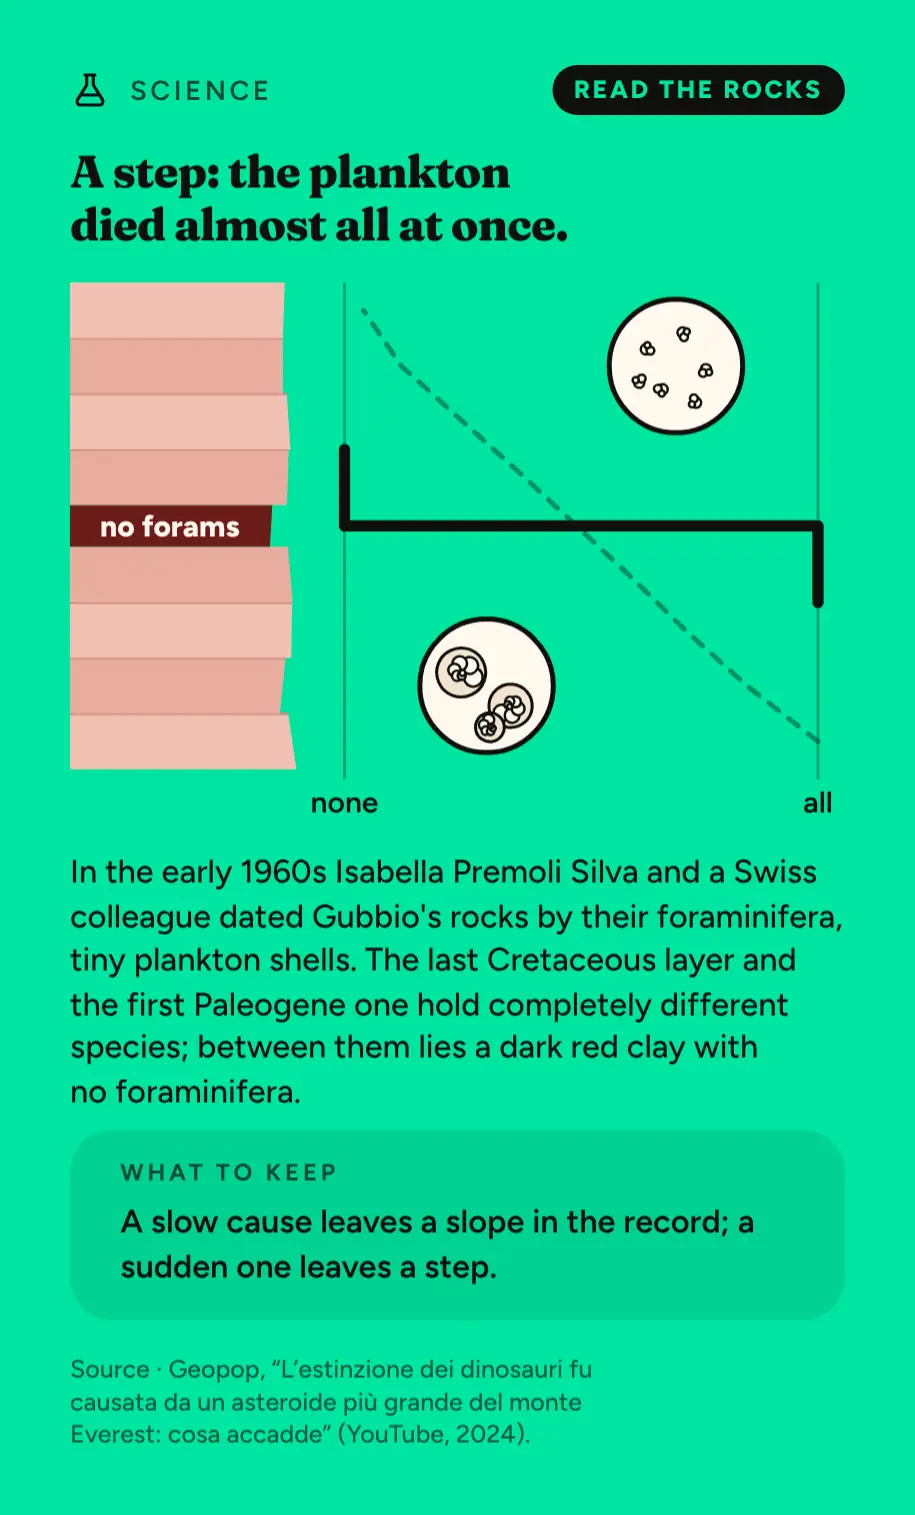 SCIENCE
READ THE ROCKS
A step: the plankton
died almost all at once.
no forams
none
all
In the early 1960s Isabella Premoli Silva and a Swiss
colleague dated Gubbio's rocks by their foraminifera,
tiny plankton shells. The last Cretaceous layer and
the first Paleogene one hold completely different
species; between them lies a dark red clay with
no foraminifera.
WHAT TO KEEP
A slow cause leaves a slope in the record; a
sudden one leaves a step.
Source · Geopop, “L’estinzione dei dinosauri fu
causata da un asteroide più grande del monte
Everest: cosa accadde” (YouTube, 2024).